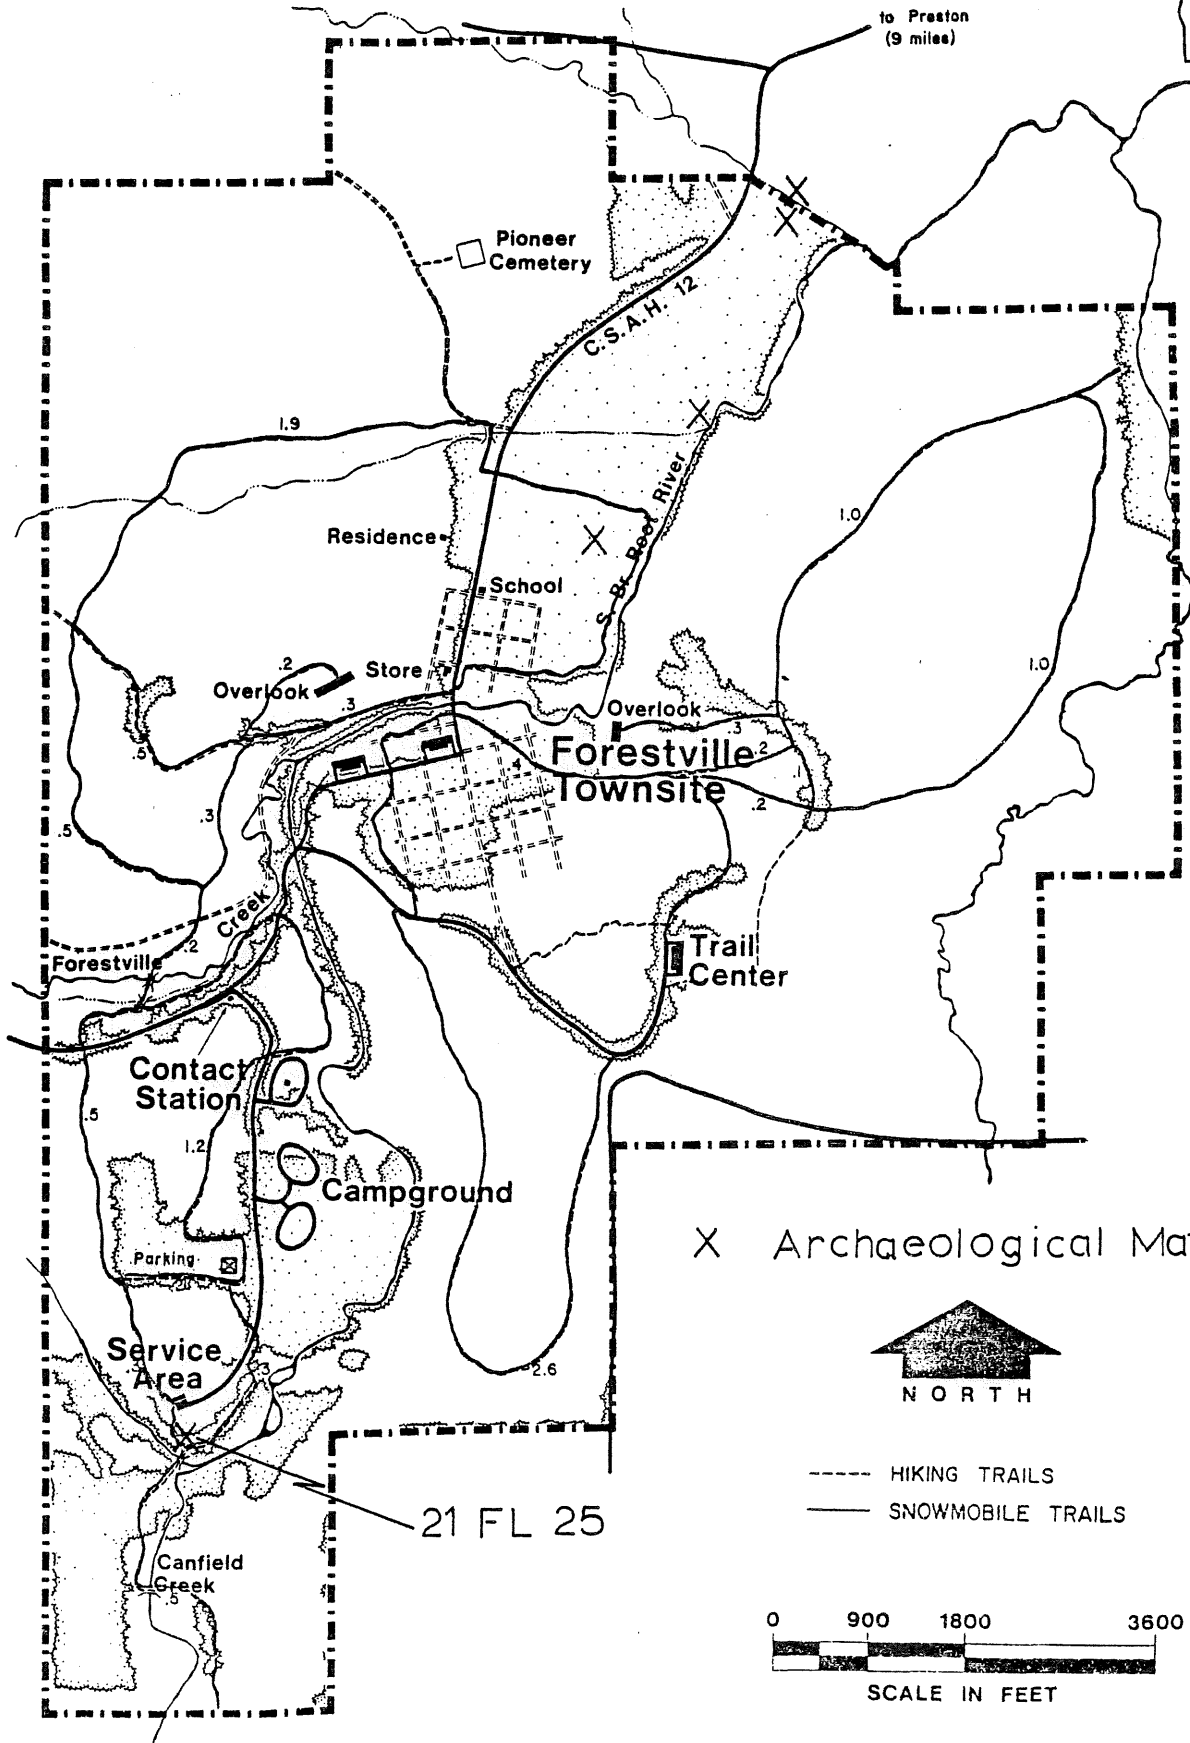 to Preston
(9 miles)
Pioneer
Cemetery
C.S.A.H. 12
1.9
S. Br. Root River
1.0
Residence
School
1.0
.2
Store
Overlook
.3
Overlook
.3
.5
.2
Forestville
Townsite
.4
.2
.3
.5
Creek
.2
Forestville
Trail
Center
Contact
Station
.5
1.2
Campground
X Archaeological Ma
Parking
NORTH
Service
Area
.3
2.6
HIKING TRAILS
SNOWMOBILE TRAILS
21 FL 25
Canfield
Creek
.5
0 900 1800 3600
SCALE IN FEET